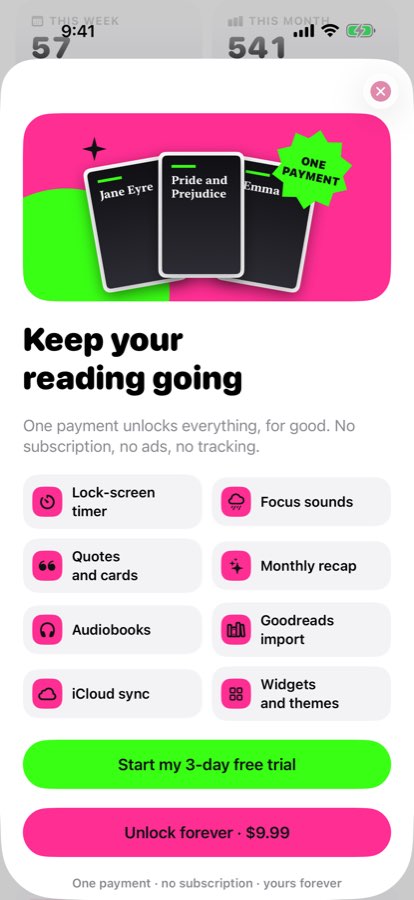 THIS WEEK
THIS MONTH
9:41
57
541
ONE
PAYMENT
Jane Eyre
Pride and
Prejudice
Emma
Keep your
reading going
One payment unlocks everything, for good. No
subscription, no ads, no tracking.
Lock-screen
timer
Focus sounds
Quotes
and cards
Monthly recap
Audiobooks
Goodreads
import
iCloud sync
Widgets
and themes
Start my 3-day free trial
Unlock forever · $9.99
One payment · no subscription · yours forever